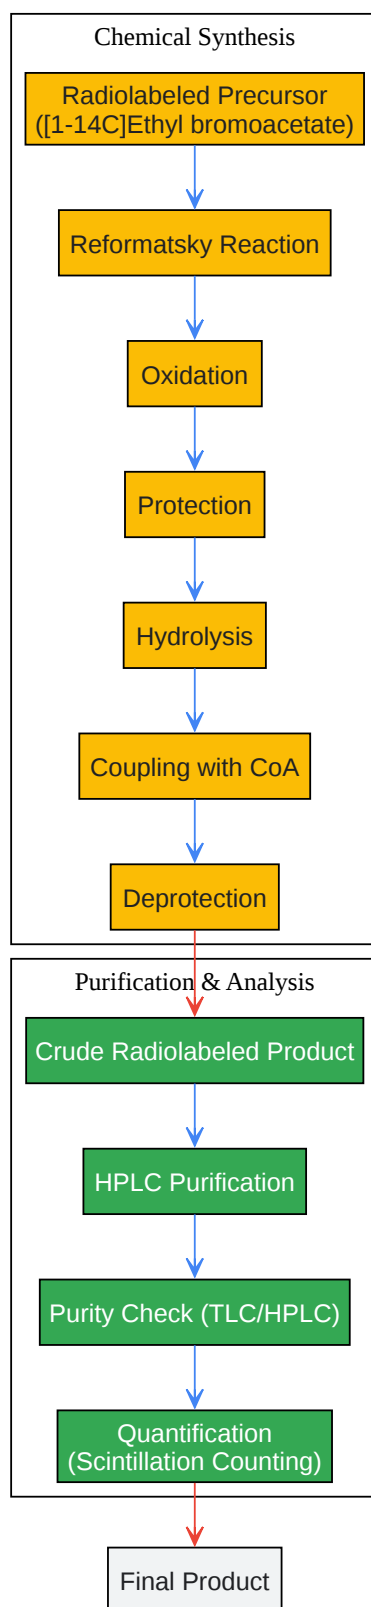 Chemical Synthesis
Radiolabeled Precursor
([1-14C]Ethyl bromoacetate)
Reformatsky Reaction
Oxidation
Protection
Hydrolysis
Coupling with CoA
Deprotection
Purification & Analysis
Crude Radiolabeled Product
HPLC Purification
Purity Check (TLC/HPLC)
Quantification
(Scintillation Counting)
Final Product